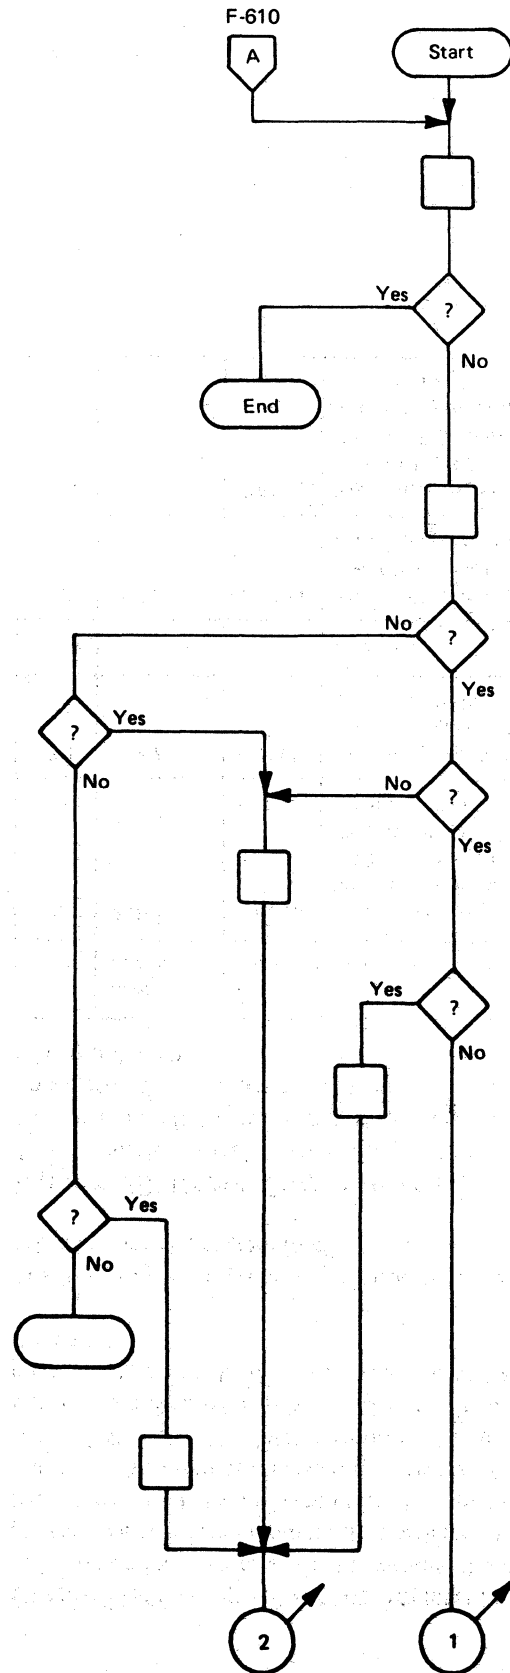 F-610
A
Start
Yes
?
No
End
No
?
Yes
?
Yes
No
No
?
Yes
Yes
?
No
?
Yes
No
2
1